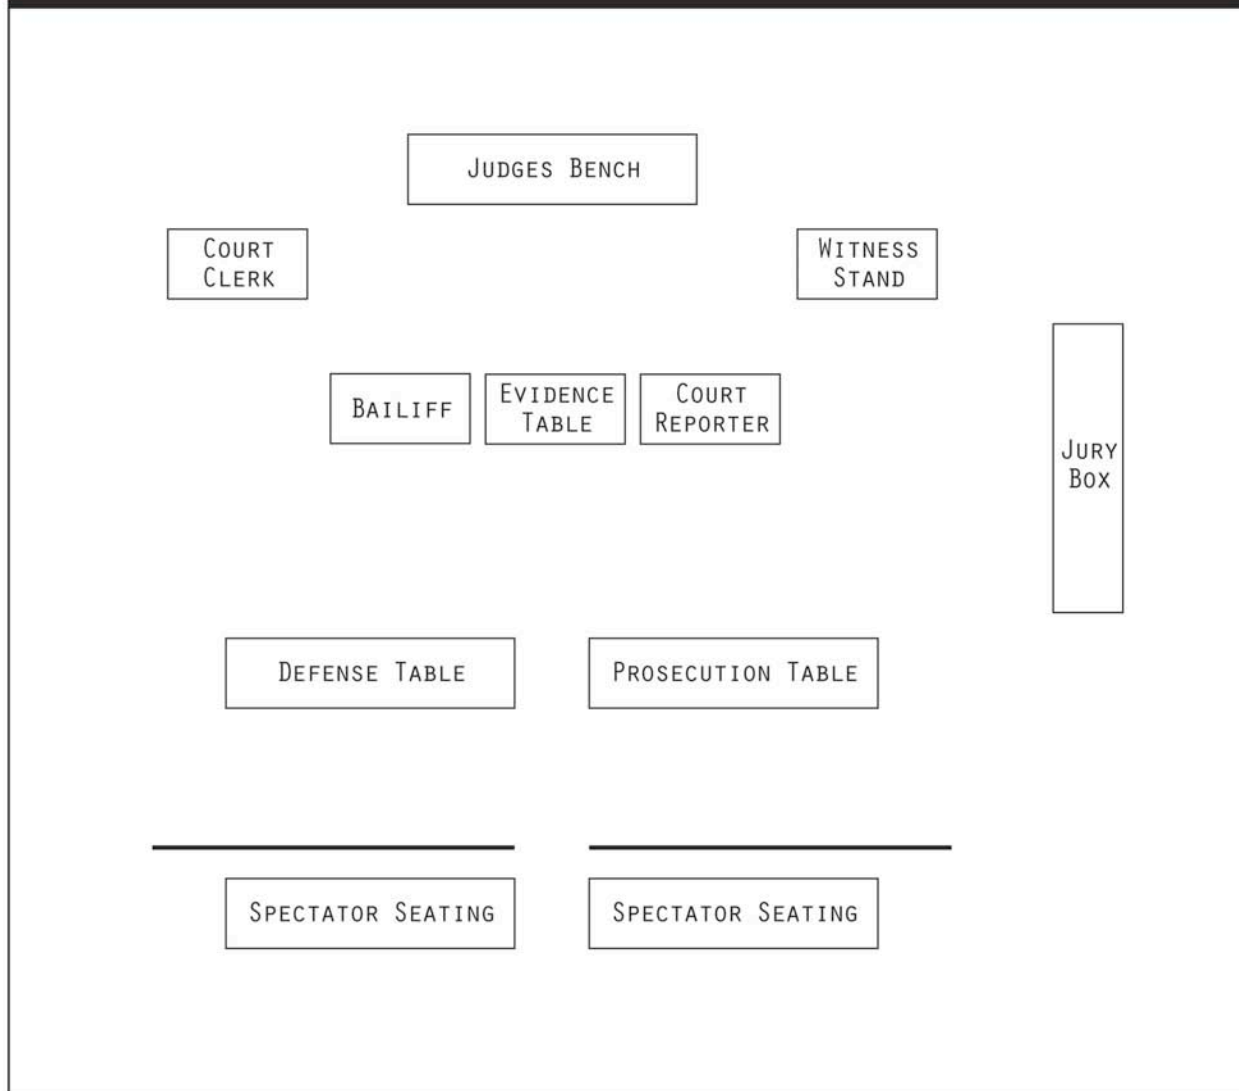 Judges Bench
Court
Clerk
Witness
Stand
Bailiff
Evidence
Table
Court
Reporter
Jury
Box
Defense Table
Prosecution Table
Spectator Seating
Spectator Seating